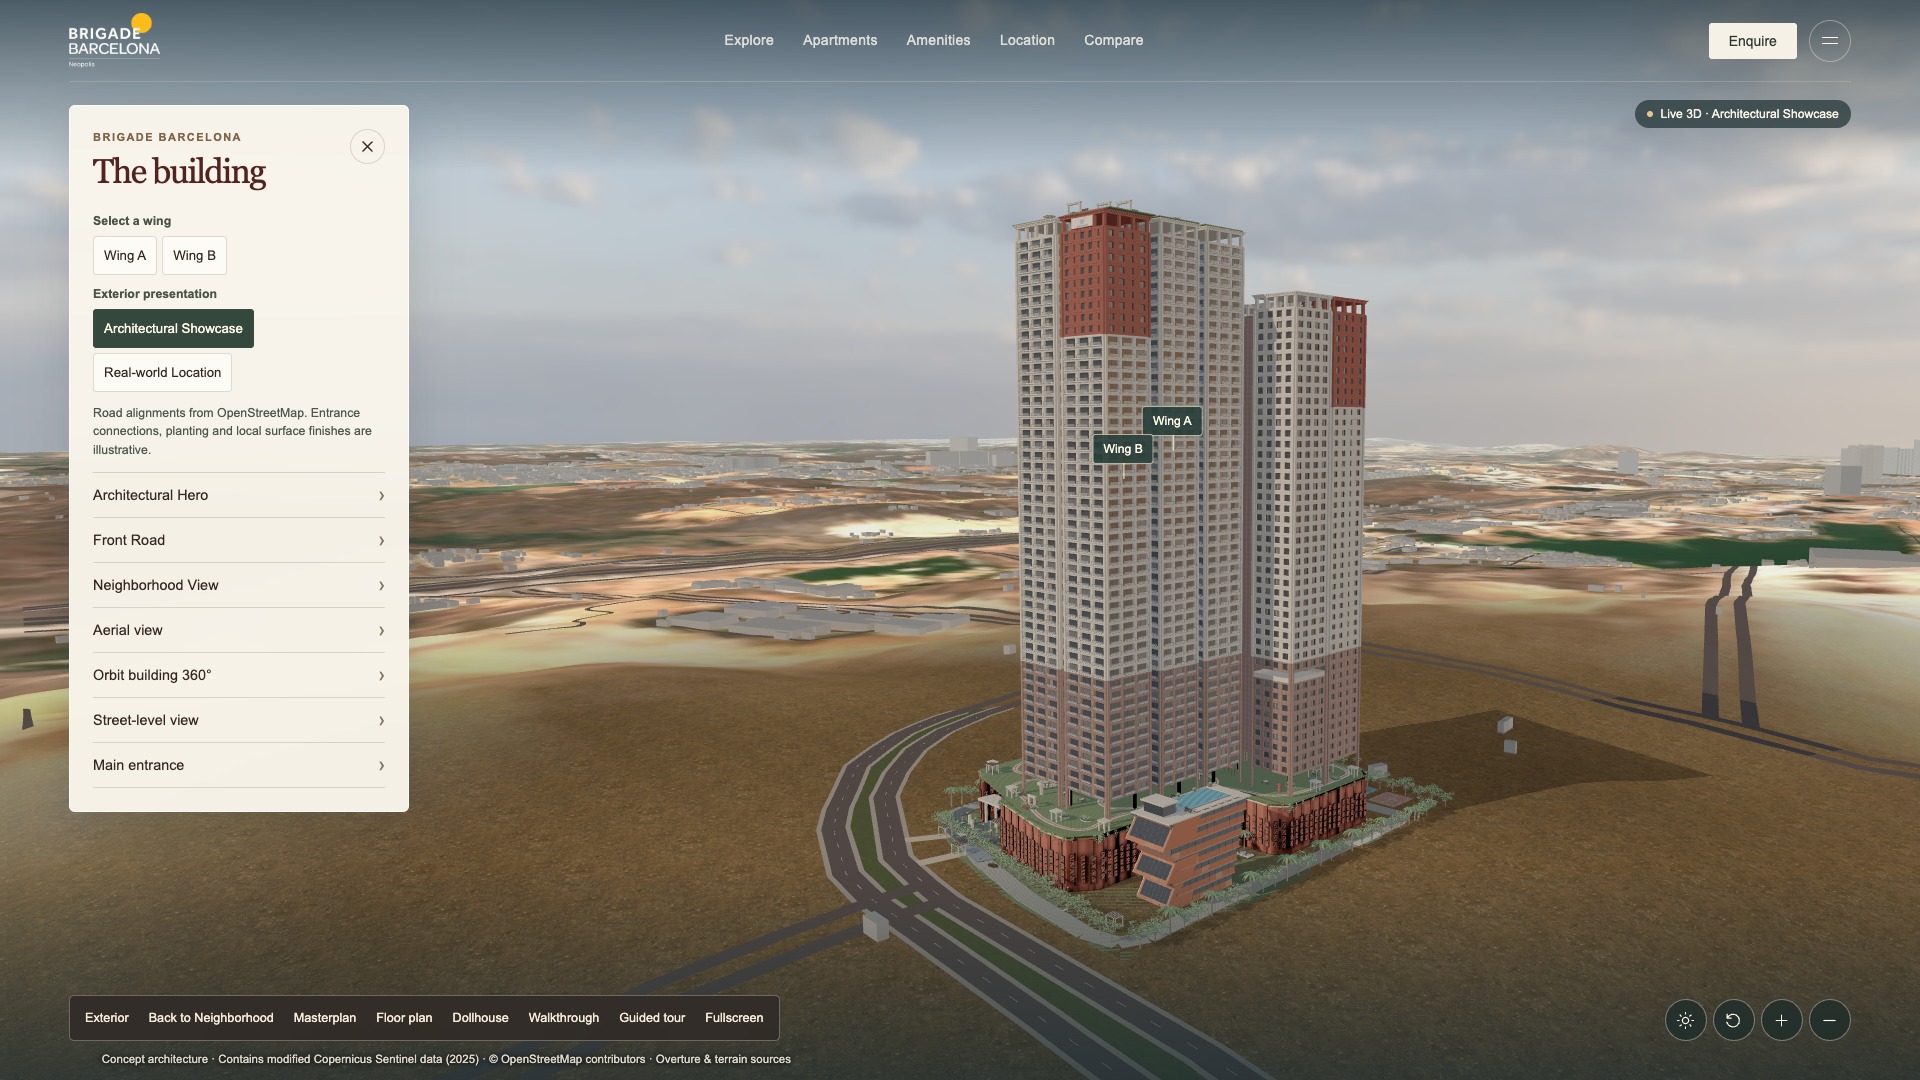 BRIGADE
BARCELONA
Neopolis
Explore
Apartments
Amenities
Location
Compare
Enquire
Live 3D · Architectural Showcase
BRIGADE BARCELONA
The building
Select a wing
Wing A
Wing B
Exterior presentation
Architectural Showcase
Real-world Location
Road alignments from OpenStreetMap. Entrance
connections, planting and local surface finishes are
illustrative.
Architectural Hero
Front Road
Neighborhood View
Aerial view
Orbit building 360°
Street-level view
Main entrance
Wing A
Wing B
Exterior
Back to Neighborhood
Masterplan
Floor plan
Dollhouse
Walkthrough
Guided tour
Fullscreen
Concept architecture · Contains modified Copernicus Sentinel data (2025) · © OpenStreetMap contributors · Overture & terrain sources